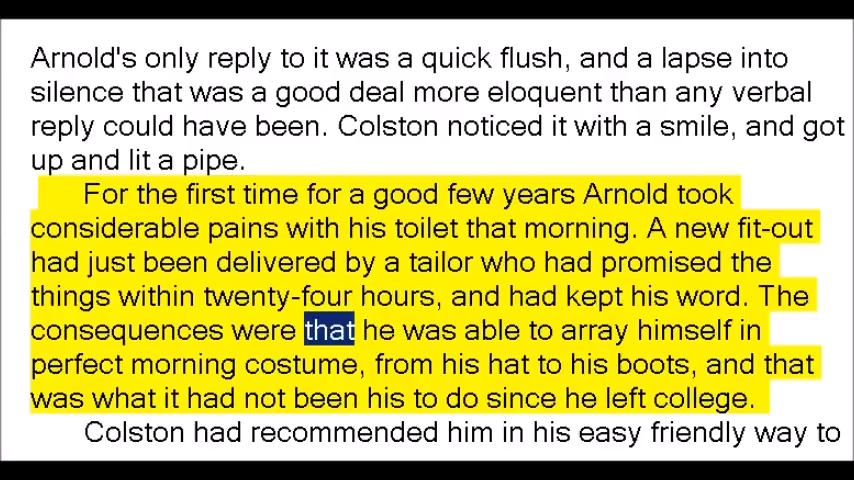 Arnold's only reply to it was a quick flush, and a lapse into
silence that was a good deal more eloquent than any verbal
reply could have been. Colston noticed it with a smile, and got
up and lit a pipe.
For the first time for a good few years Arnold took
considerable pains with his toilet that morning. A new fit-out
had just been delivered by a tailor who had promised the
things within twenty-four hours, and had kept his word. The
consequences were that he was able to array himself in
perfect morning costume, from his hat to his boots, and that
was what it had not been his to do since he left college.
Colston had recommended him in his easy friendly way to